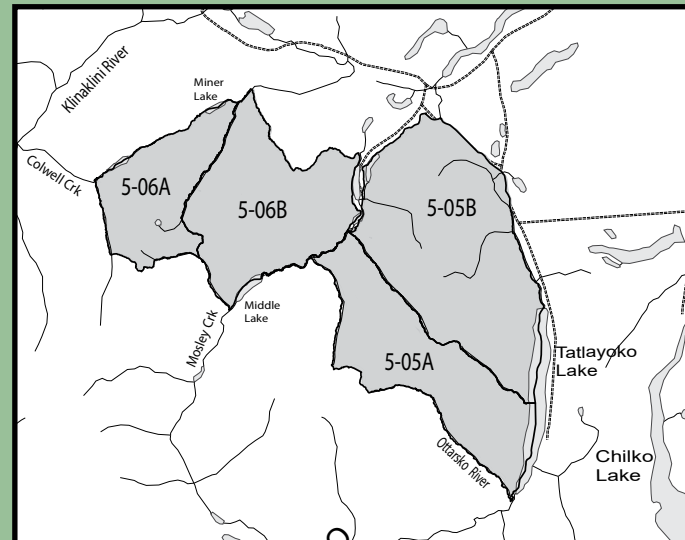 Klinaklini River
Miner
Lake
Colwell Crk
5-06A
5-06B
5-05B
Middle
Lake
Mosley Crk
5-05A
Tatlayoko
Lake
Ottarsko River
Chilko
Lake